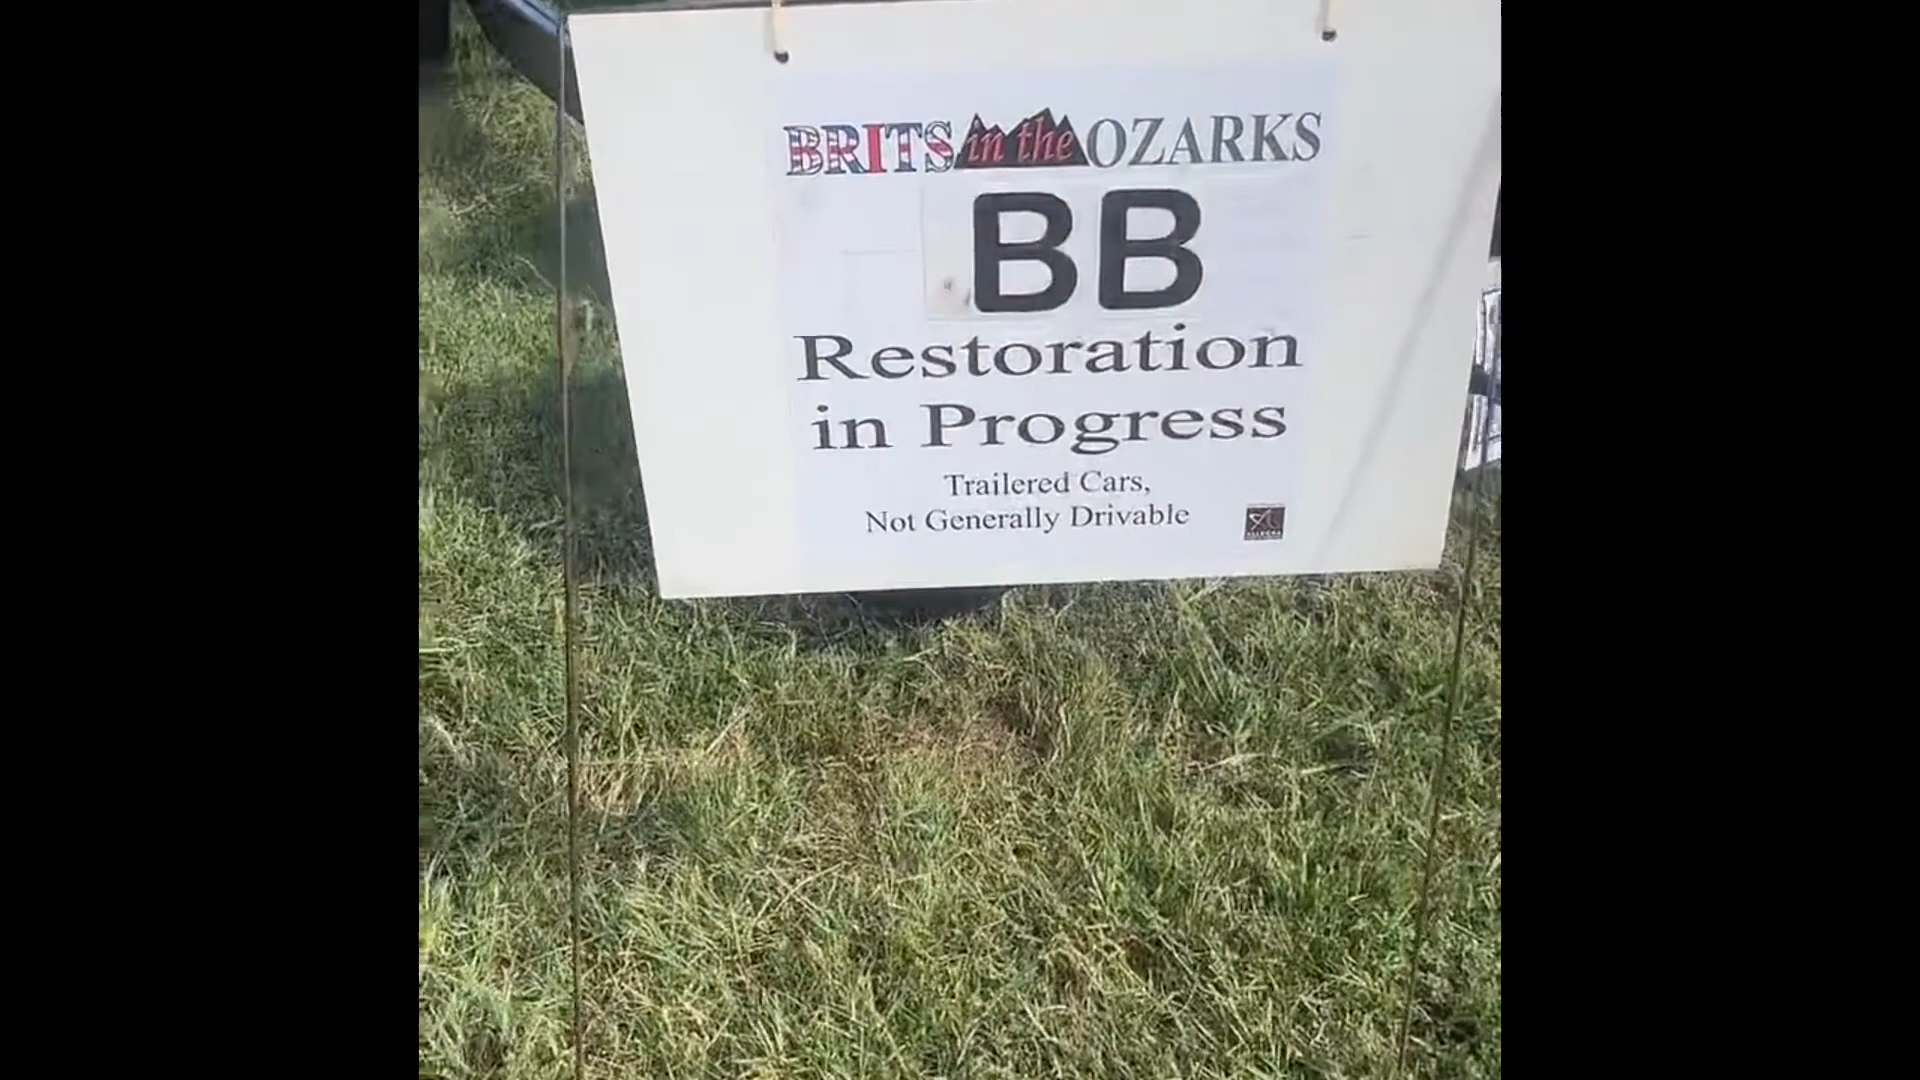 BRITS in the OZARKS
BB
Restoration
in Progress
Trailered Cars,
Not Generally Drivable